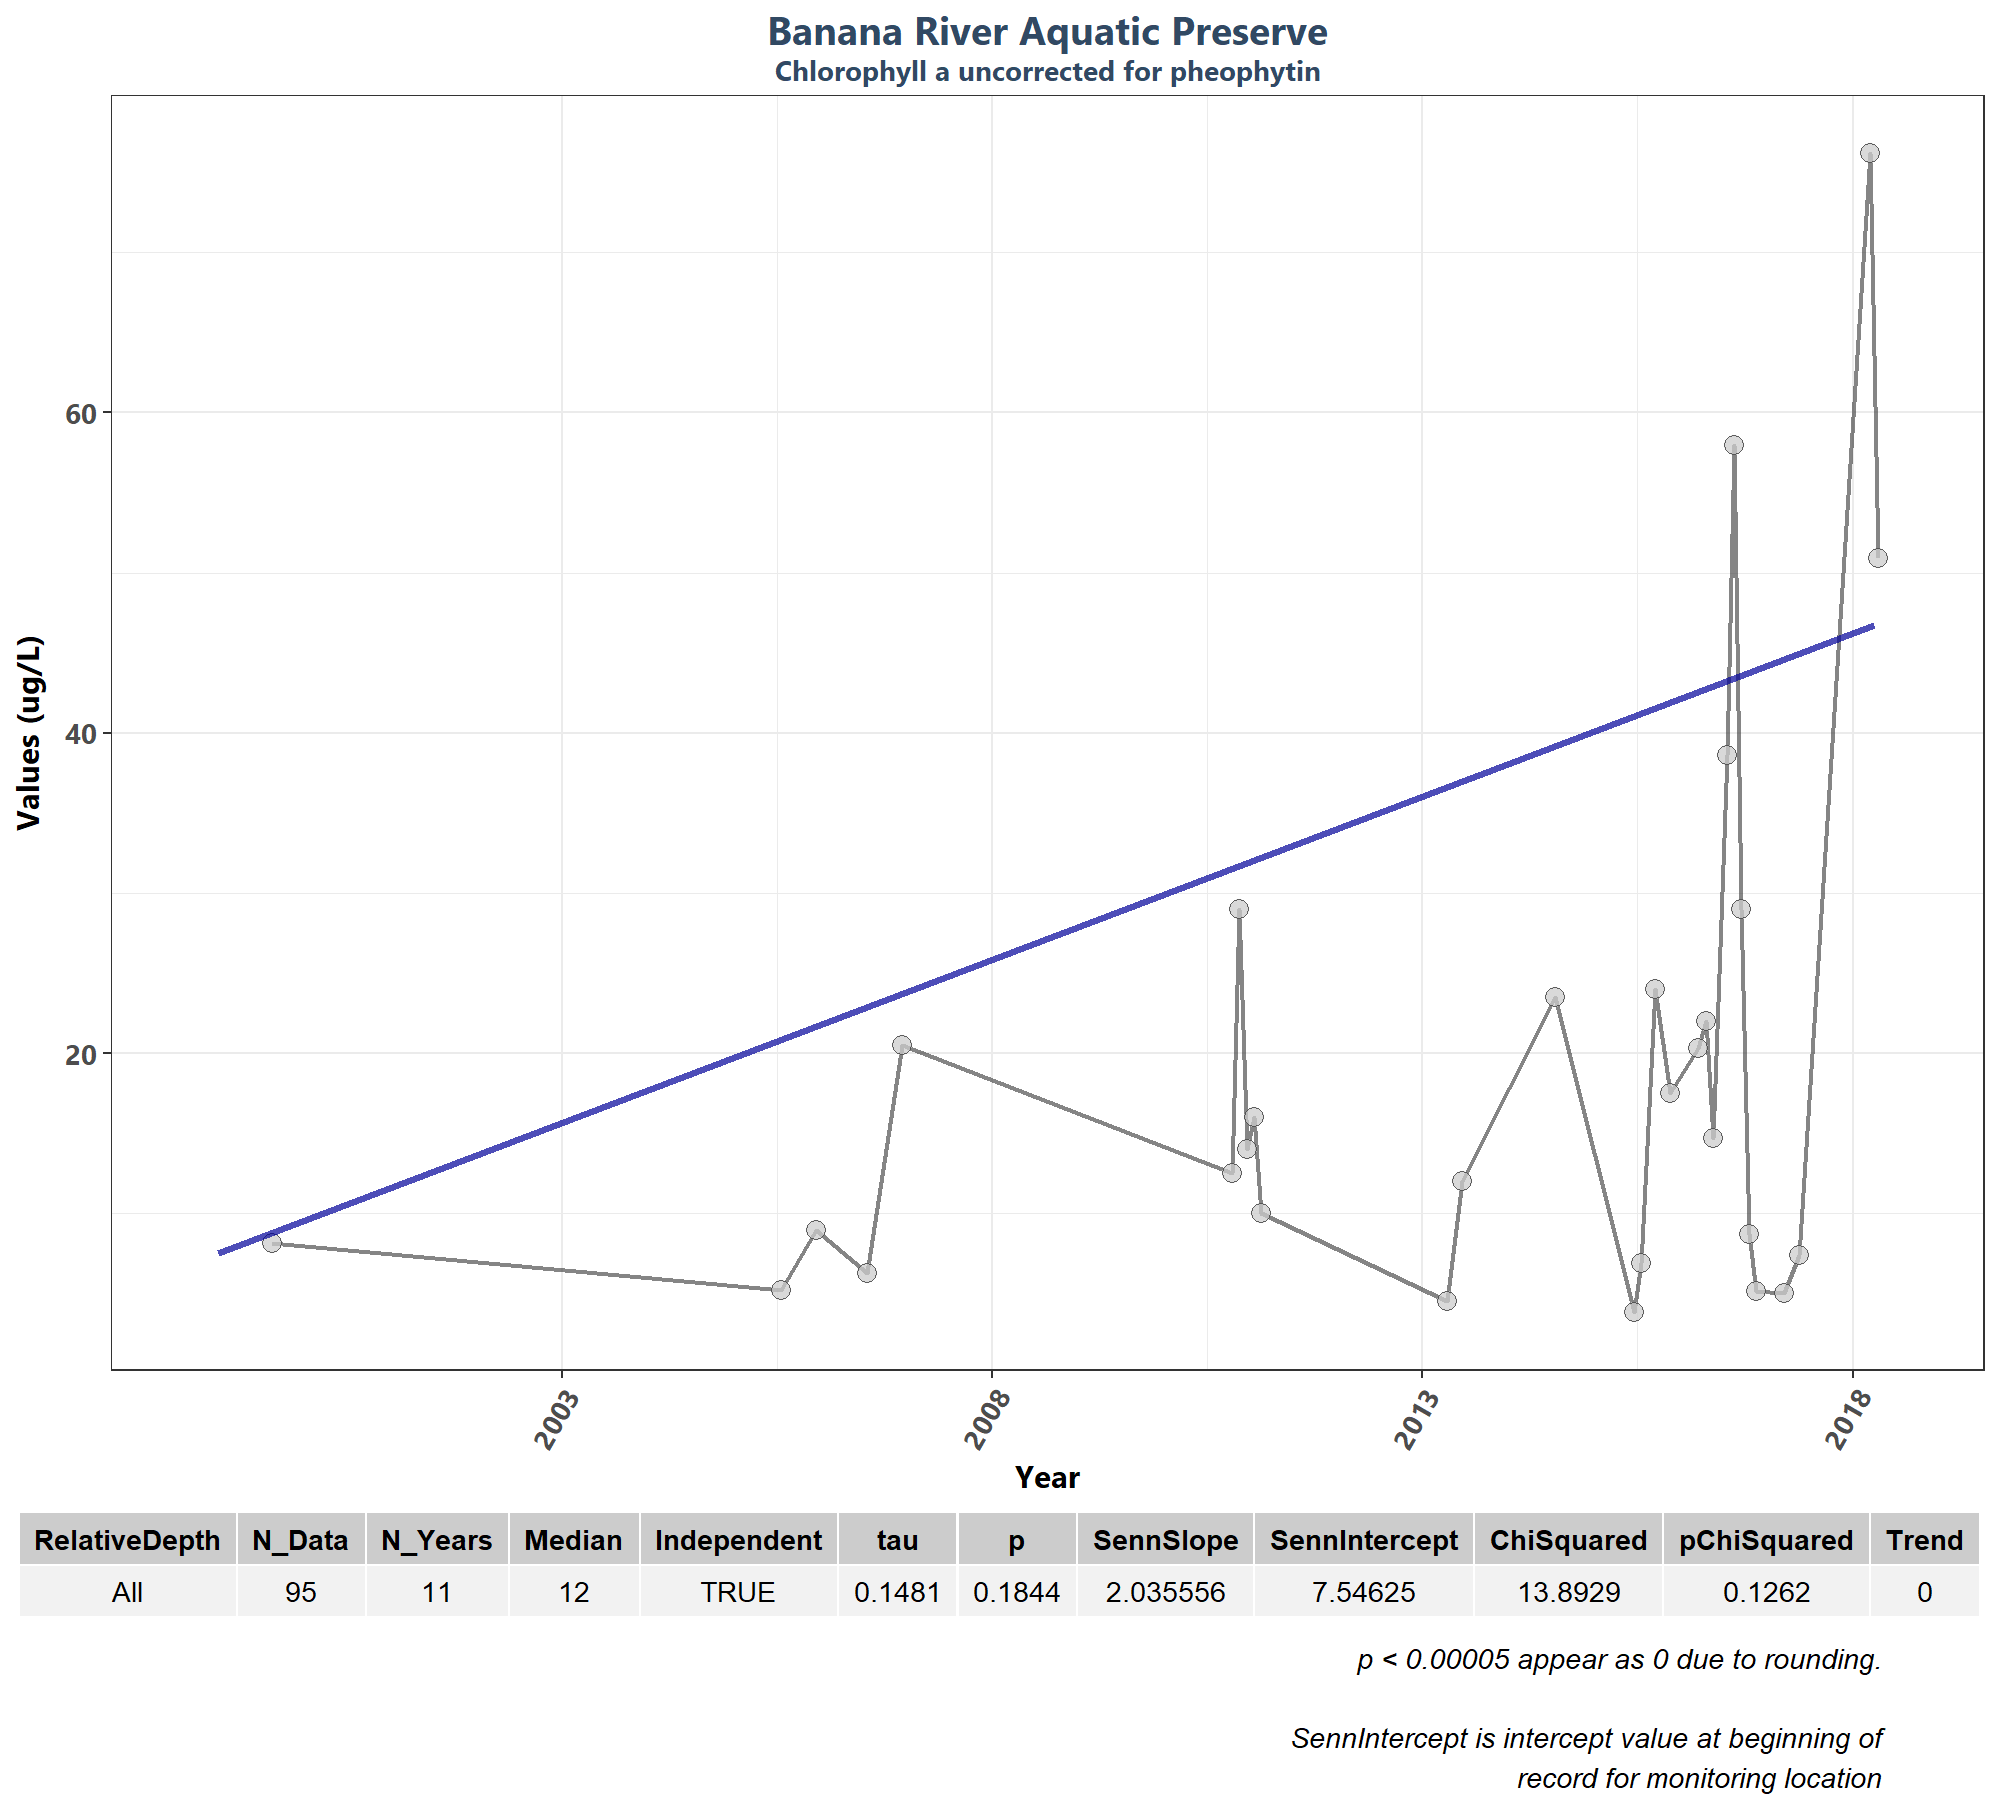 Banana River Aquatic Preserve
Chlorophyll a uncorrected for pheophytin
Values (ug/L)
60
40
20
2003 2008 2013 2018
Year
RelativeDepth N_Data N_Years Median Independent tau p SennSlope SennIntercept ChiSquared pChiSquared Trend
All 95 11 12 TRUE 0.1481 0.1844 2.035556 7.54625 13.8929 0.1262 0
p < 0.00005 appear as 0 due to rounding.
SennIntercept is intercept value at beginning of
record for monitoring location